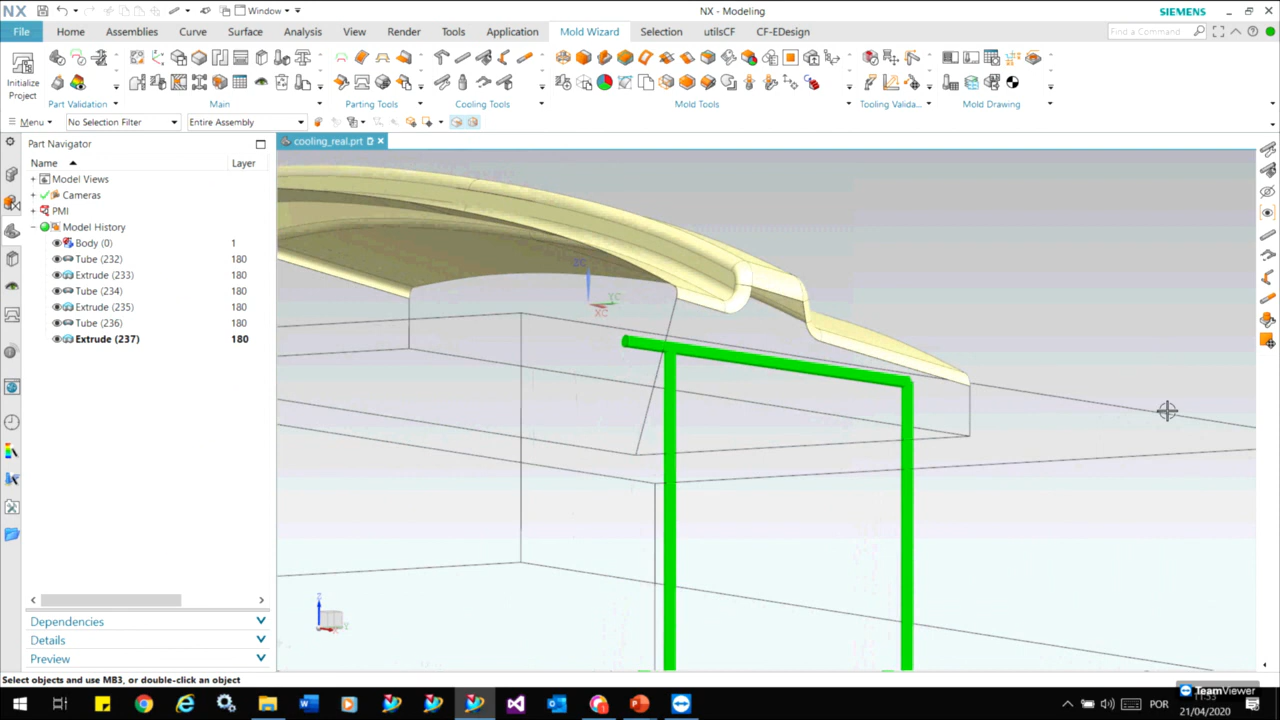 NX
Window
NX - Modeling
SIEMENS
File
Home
Assemblies
Curve
Surface
Analysis
View
Render
Tools
Application
Mold Wizard
Selection
utilsCF
CF-EDesign
Find a Command
Initialize
Project
Part Validation
Main
Parting Tools
Cooling Tools
Mold Tools
Tooling Valida...
Mold Drawing
Menu
No Selection Filter
Entire Assembly
Part Navigator
cooling_real.prt
Name
Layer
Model Views
Cameras
PMI
Model History
Body (0) 1
Tube (232) 180
Extrude (233) 180
Tube (234) 180
Extrude (235) 180
Tube (236) 180
Extrude (237) 180
ZC
YC
XC
Z
X
Y
Dependencies
Details
Preview
Select objects and use MB3, or double-click an object
TeamViewer
POR
11:53
21/04/2020